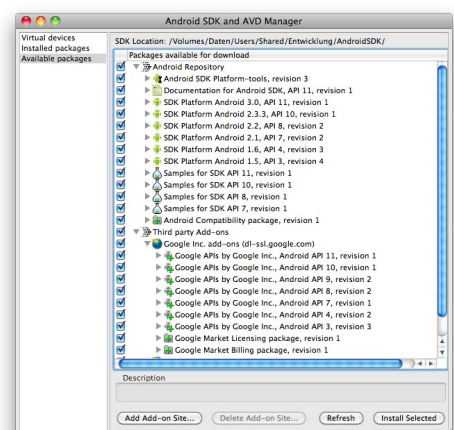 Android SDK and AVD Manager
Virtual devices
Installed packages
Available packages
SDK Location: /Volumes/Daten/Users/Shared/Entwicklung/AndroidSDK/
Packages available for download
Android Repository
Android SDK Platform-tools, revision 3
Documentation for Android SDK, API 11, revision 1
SDK Platform Android 3.0, API 11, revision 1
SDK Platform Android 2.3.3, API 10, revision 1
SDK Platform Android 2.2, API 8, revision 2
SDK Platform Android 2.1, API 7, revision 2
SDK Platform Android 1.6, API 4, revision 3
SDK Platform Android 1.5, API 3, revision 4
Samples for SDK API 11, revision 1
Samples for SDK API 10, revision 1
Samples for SDK API 8, revision 1
Samples for SDK API 7, revision 1
Android Compatibility package, revision 1
Third party Add-ons
Google Inc. add-ons (dl-ssl.google.com)
Google APIs by Google Inc., Android API 11, revision 1
Google APIs by Google Inc., Android API 10, revision 1
Google APIs by Google Inc., Android API 9, revision 2
Google APIs by Google Inc., Android API 8, revision 2
Google APIs by Google Inc., Android API 7, revision 1
Google APIs by Google Inc., Android API 4, revision 2
Google APIs by Google Inc., Android API 3, revision 3
Google Market Licensing package, revision 1
Google Market Billing package, revision 1
Description
Add Add-on Site...
Delete Add-on Site...
Refresh
Install Selected